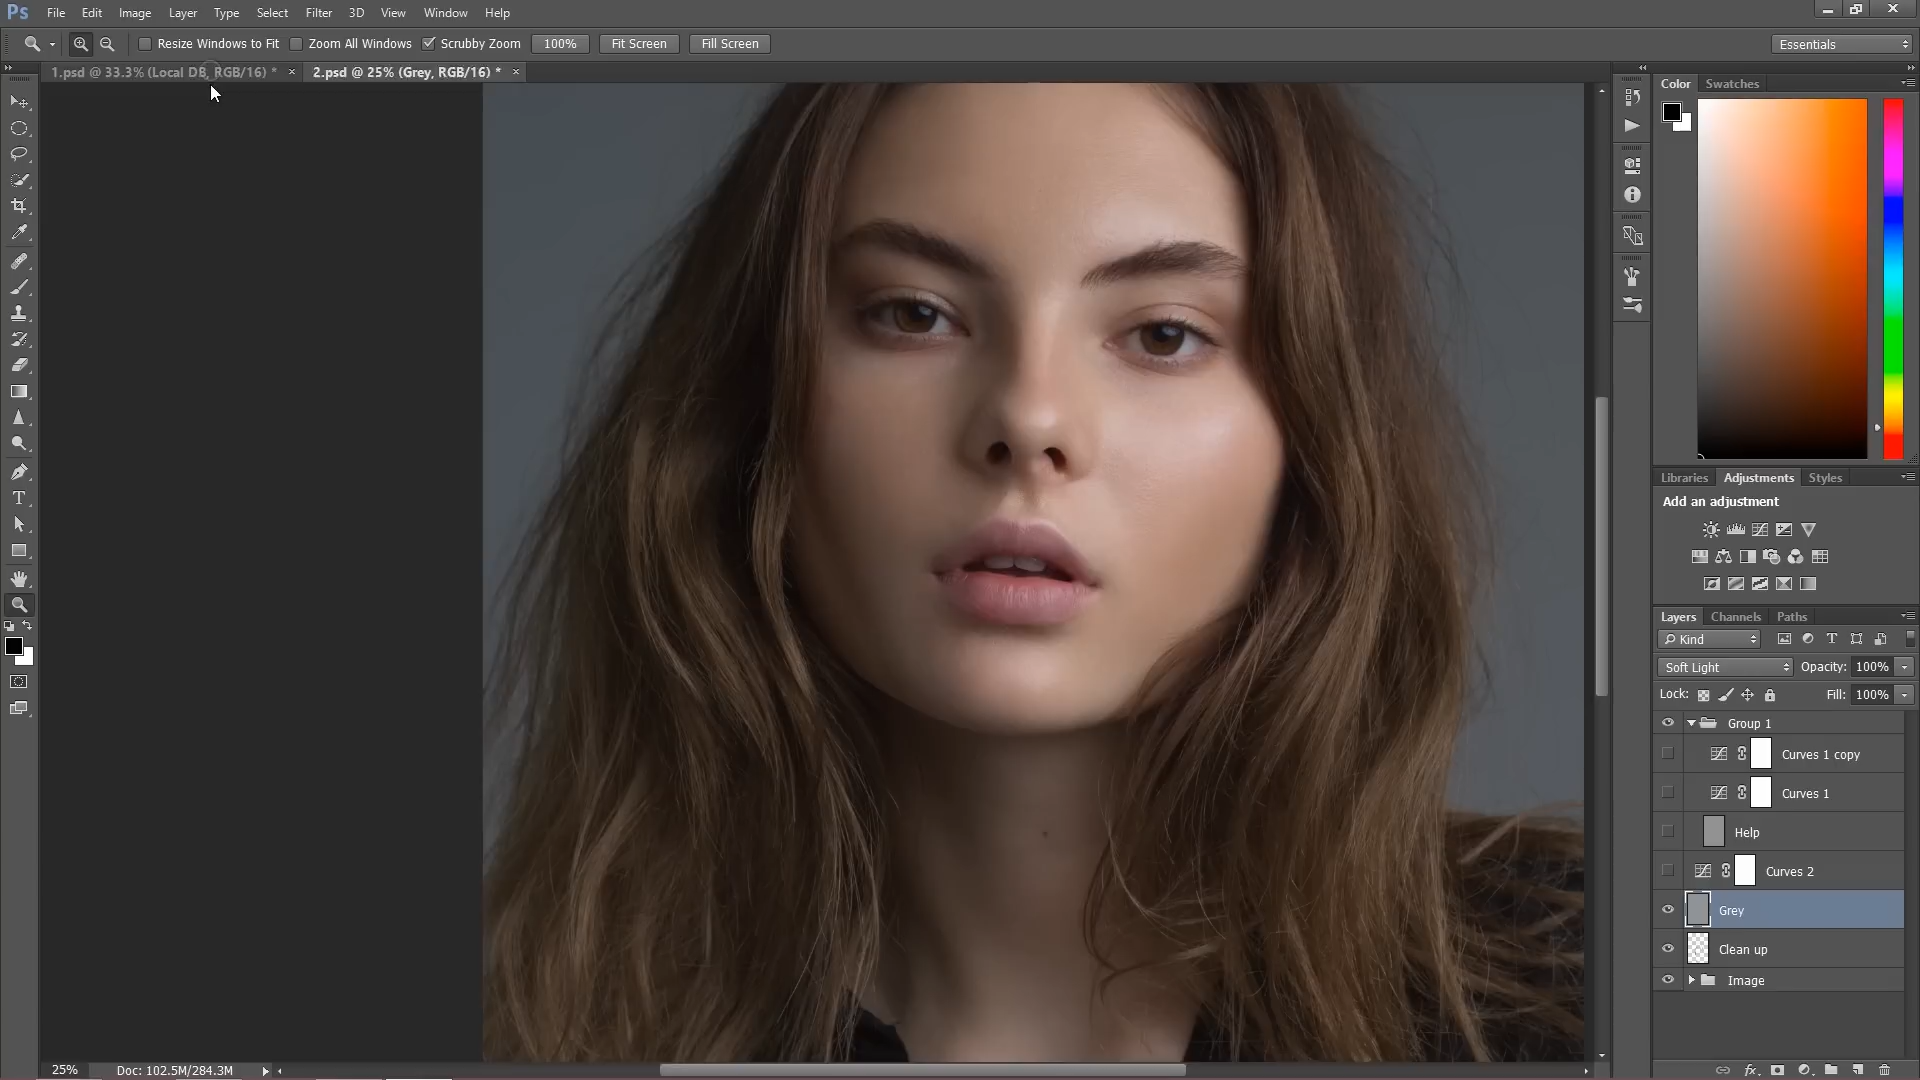 Ps File Edit Image Layer Type Select Filter 3D View Window Help
Resize Windows to Fit Zoom All Windows Scrubby Zoom 100% Fit Screen Fill Screen Essentials
1.psd @ 33.3% (Local DB, RGB/16) * × 2.psd @ 25% (Grey, RGB/16) * ×
Color Swatches
Libraries Adjustments Styles
Add an adjustment
Layers Channels Paths
Kind
Soft Light Opacity: 100%
Lock: Fill: 100%
Group 1
Curves 1 copy
Curves 1
Help
Curves 2
Grey
Clean up
Image
25% Doc: 102.5M/284.3M